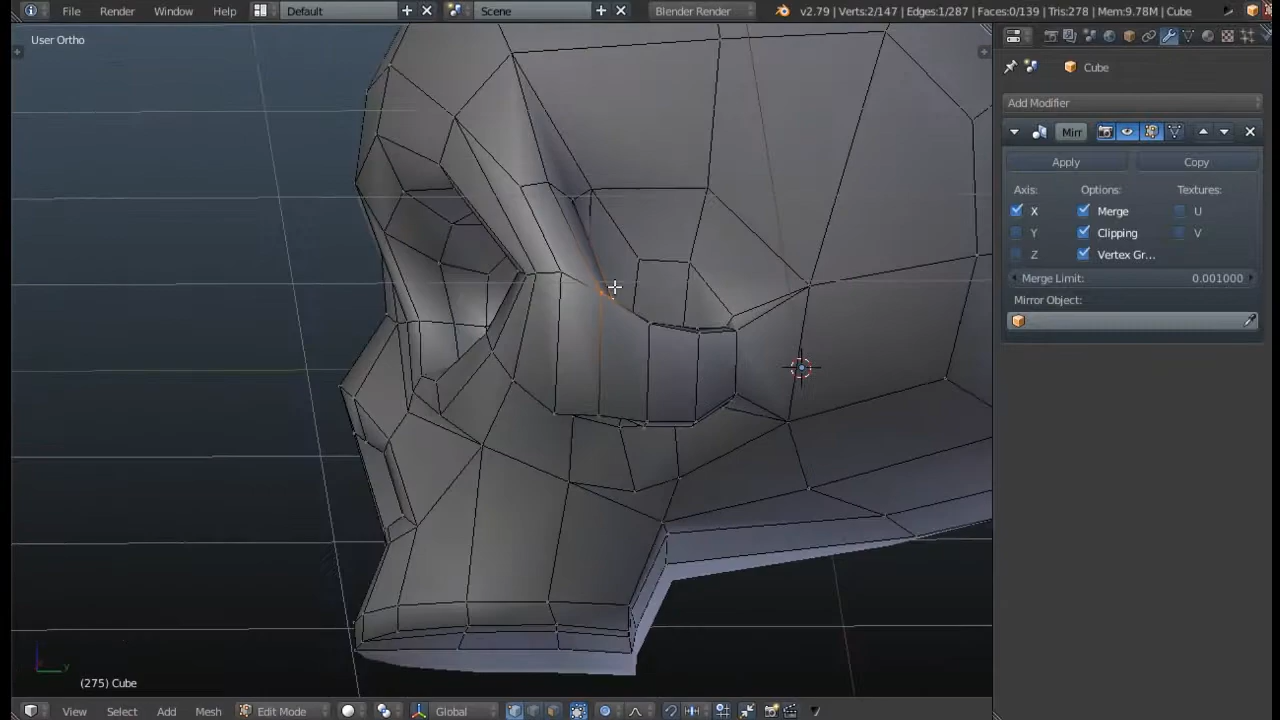 File Render Window Help Default Scene Blender Render v2.79 | Verts:2/147 | Edges:1/287 | Faces:0/139 | Tris:278 | Mem:9.78M | Cube
User Ortho
Cube
Add Modifier
Mirr
Apply Copy
Axis: Options: Textures:
X Merge U
Y Clipping V
Z Vertex Gr...
Merge Limit: 0.001000
Mirror Object:
y
(275) Cube
View Select Add Mesh Edit Mode Global